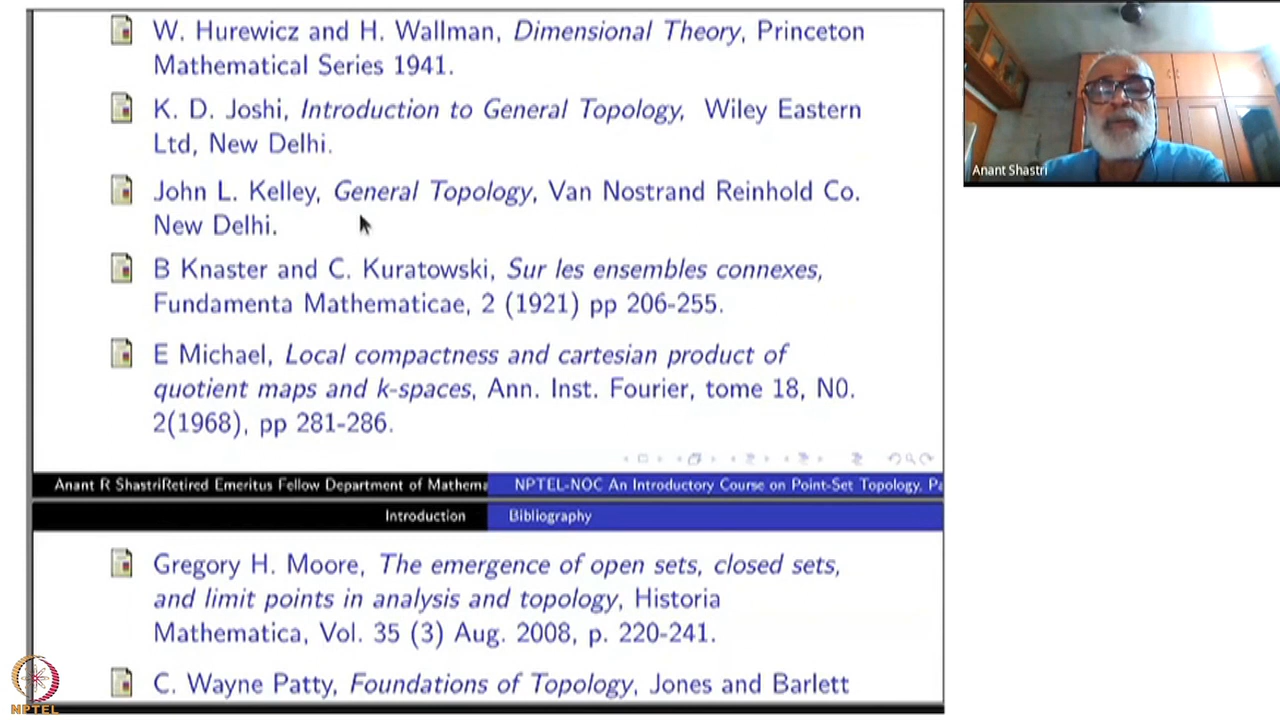 W. Hurewicz and H. Wallman, Dimensional Theory, Princeton
Mathematical Series 1941.
K. D. Joshi, Introduction to General Topology, Wiley Eastern
Ltd, New Delhi.
John L. Kelley, General Topology, Van Nostrand Reinhold Co.
New Delhi.
B Knaster and C. Kuratowski, Sur les ensembles connexes,
Fundamenta Mathematicae, 2 (1921) pp 206-255.
E Michael, Local compactness and cartesian product of
quotient maps and k-spaces, Ann. Inst. Fourier, tome 18, N0.
2(1968), pp 281-286.
Anant R ShastriRetired Emeritus Fellow Department of Mathema
NPTEL-NOC An Introductory Course on Point-Set Topology, Pa
Introduction
Bibliography
Gregory H. Moore, The emergence of open sets, closed sets,
and limit points in analysis and topology, Historia
Mathematica, Vol. 35 (3) Aug. 2008, p. 220-241.
C. Wayne Patty, Foundations of Topology, Jones and Barlett
Anant Shastri
NPTEL